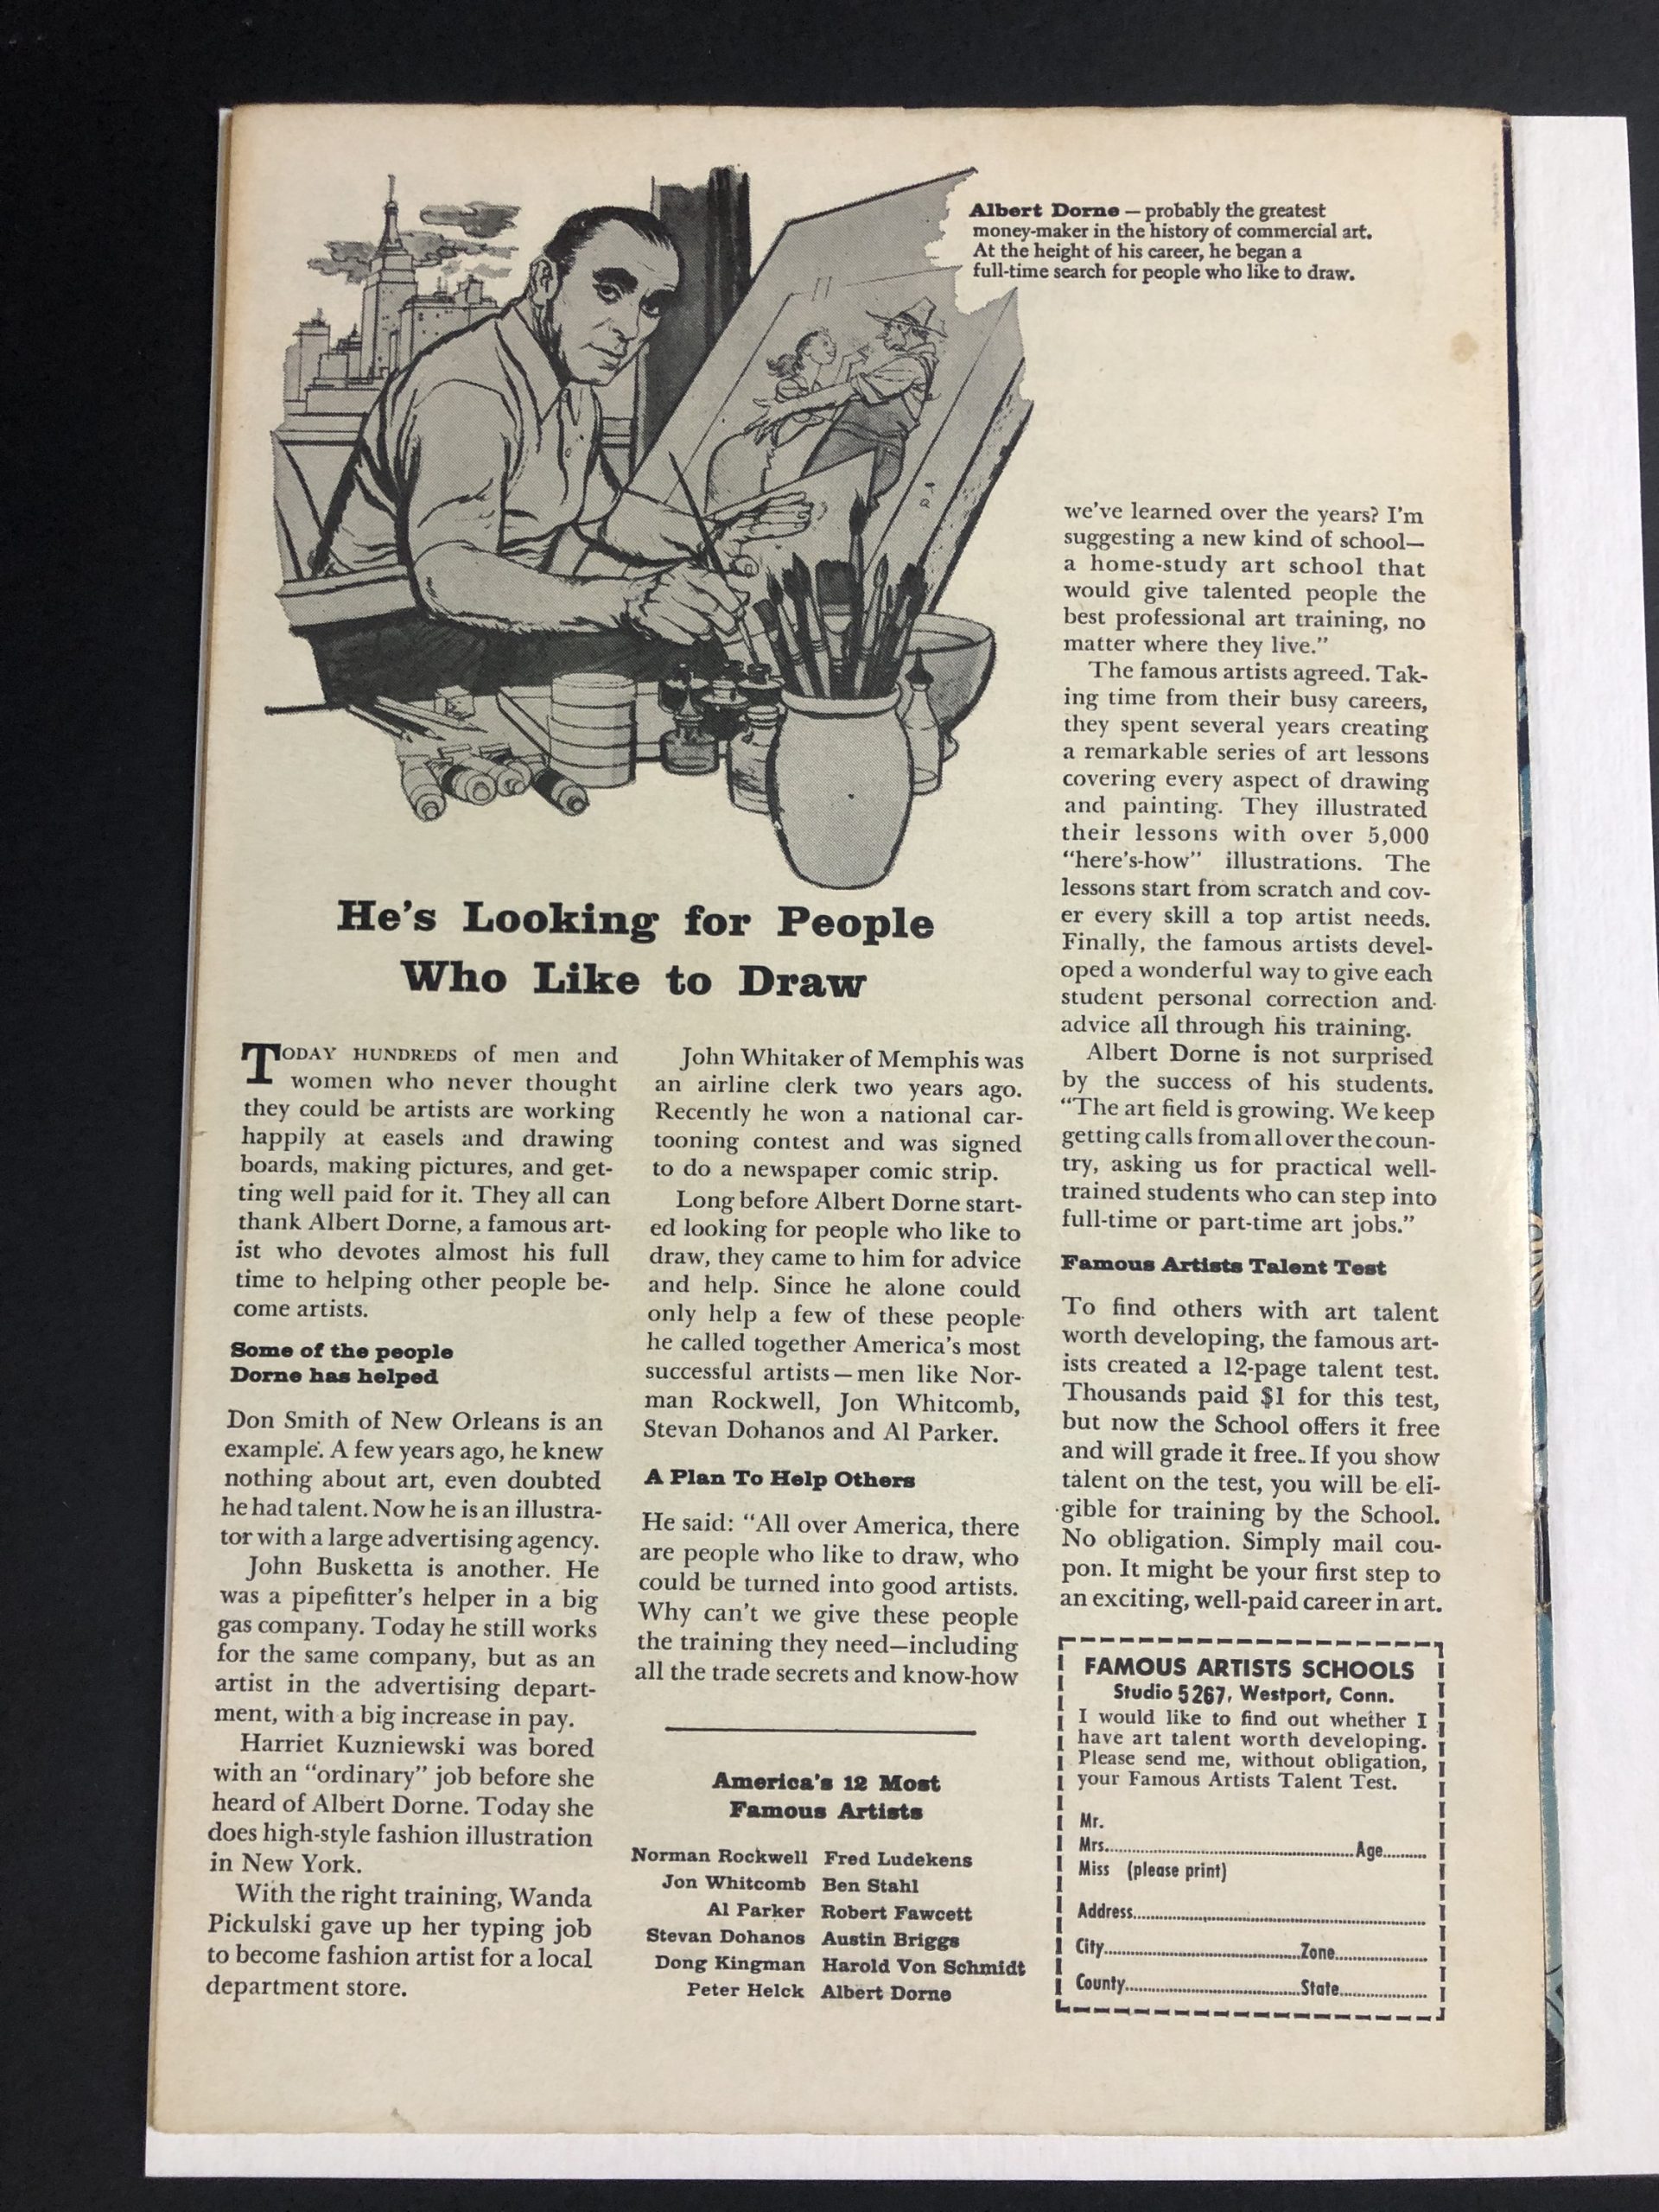 Albert Dorne — probably the greatest
money-maker in the history of commercial art.
At the height of his career, he began a
full-time search for people who like to draw.
He's Looking for People
Who Like to Draw
TODAY HUNDREDS of men and
women who never thought
they could be artists are working
happily at easels and drawing
boards, making pictures, and get-
ting well paid for it. They all can
thank Albert Dorne, a famous art-
ist who devotes almost his full
time to helping other people be-
come artists.
Some of the people
Dorne has helped
Don Smith of New Orleans is an
example. A few years ago, he knew
nothing about art, even doubted
he had talent. Now he is an illustra-
tor with a large advertising agency.
John Busketta is another. He
was a pipefitter's helper in a big
gas company. Today he still works
for the same company, but as an
artist in the advertising depart-
ment, with a big increase in pay.
Harriet Kuzniewski was bored
with an "ordinary" job before she
heard of Albert Dorne. Today she
does high-style fashion illustration
in New York.
With the right training, Wanda
Pickulski gave up her typing job
to become fashion artist for a local
department store.
John Whitaker of Memphis was
an airline clerk two years ago.
Recently he won a national car-
tooning contest and was signed
to do a newspaper comic strip.
Long before Albert Dorne start-
ed looking for people who like to
draw, they came to him for advice
and help. Since he alone could
only help a few of these people
he called together America's most
successful artists — men like Nor-
man Rockwell, Jon Whitcomb,
Stevan Dohanos and Al Parker.
A Plan To Help Others
He said: "All over America, there
are people who like to draw, who
could be turned into good artists.
Why can't we give these people
the training they need—including
all the trade secrets and know-how
America's 12 Most
Famous Artists
Norman Rockwell Fred Ludekens
Jon Whitcomb Ben Stahl
Al Parker Robert Fawcett
Stevan Dohanos Austin Briggs
Dong Kingman Harold Von Schmidt
Peter Helck Albert Dorne
we've learned over the years? I'm
suggesting a new kind of school—
a home-study art school that
would give talented people the
best professional art training, no
matter where they live."
The famous artists agreed. Tak-
ing time from their busy careers,
they spent several years creating
a remarkable series of art lessons
covering every aspect of drawing
and painting. They illustrated
their lessons with over 5,000
"here's-how" illustrations. The
lessons start from scratch and cov-
er every skill a top artist needs.
Finally, the famous artists devel-
oped a wonderful way to give each
student personal correction and
advice all through his training.
Albert Dorne is not surprised
by the success of his students.
"The art field is growing. We keep
getting calls from all over the coun-
try, asking us for practical well-
trained students who can step into
full-time or part-time art jobs."
Famous Artists Talent Test
To find others with art talent
worth developing, the famous art-
ists created a 12-page talent test.
Thousands paid $1 for this test,
but now the School offers it free
and will grade it free. If you show
talent on the test, you will be eli-
gible for training by the School.
No obligation. Simply mail cou-
pon. It might be your first step to
an exciting, well-paid career in art.
FAMOUS ARTISTS SCHOOLS
Studio 5267, Westport, Conn.
I would like to find out whether I
have art talent worth developing.
Please send me, without obligation,
your Famous Artists Talent Test.
Mr.
Mrs. Age
Miss (please print)
Address
City Zone
County State